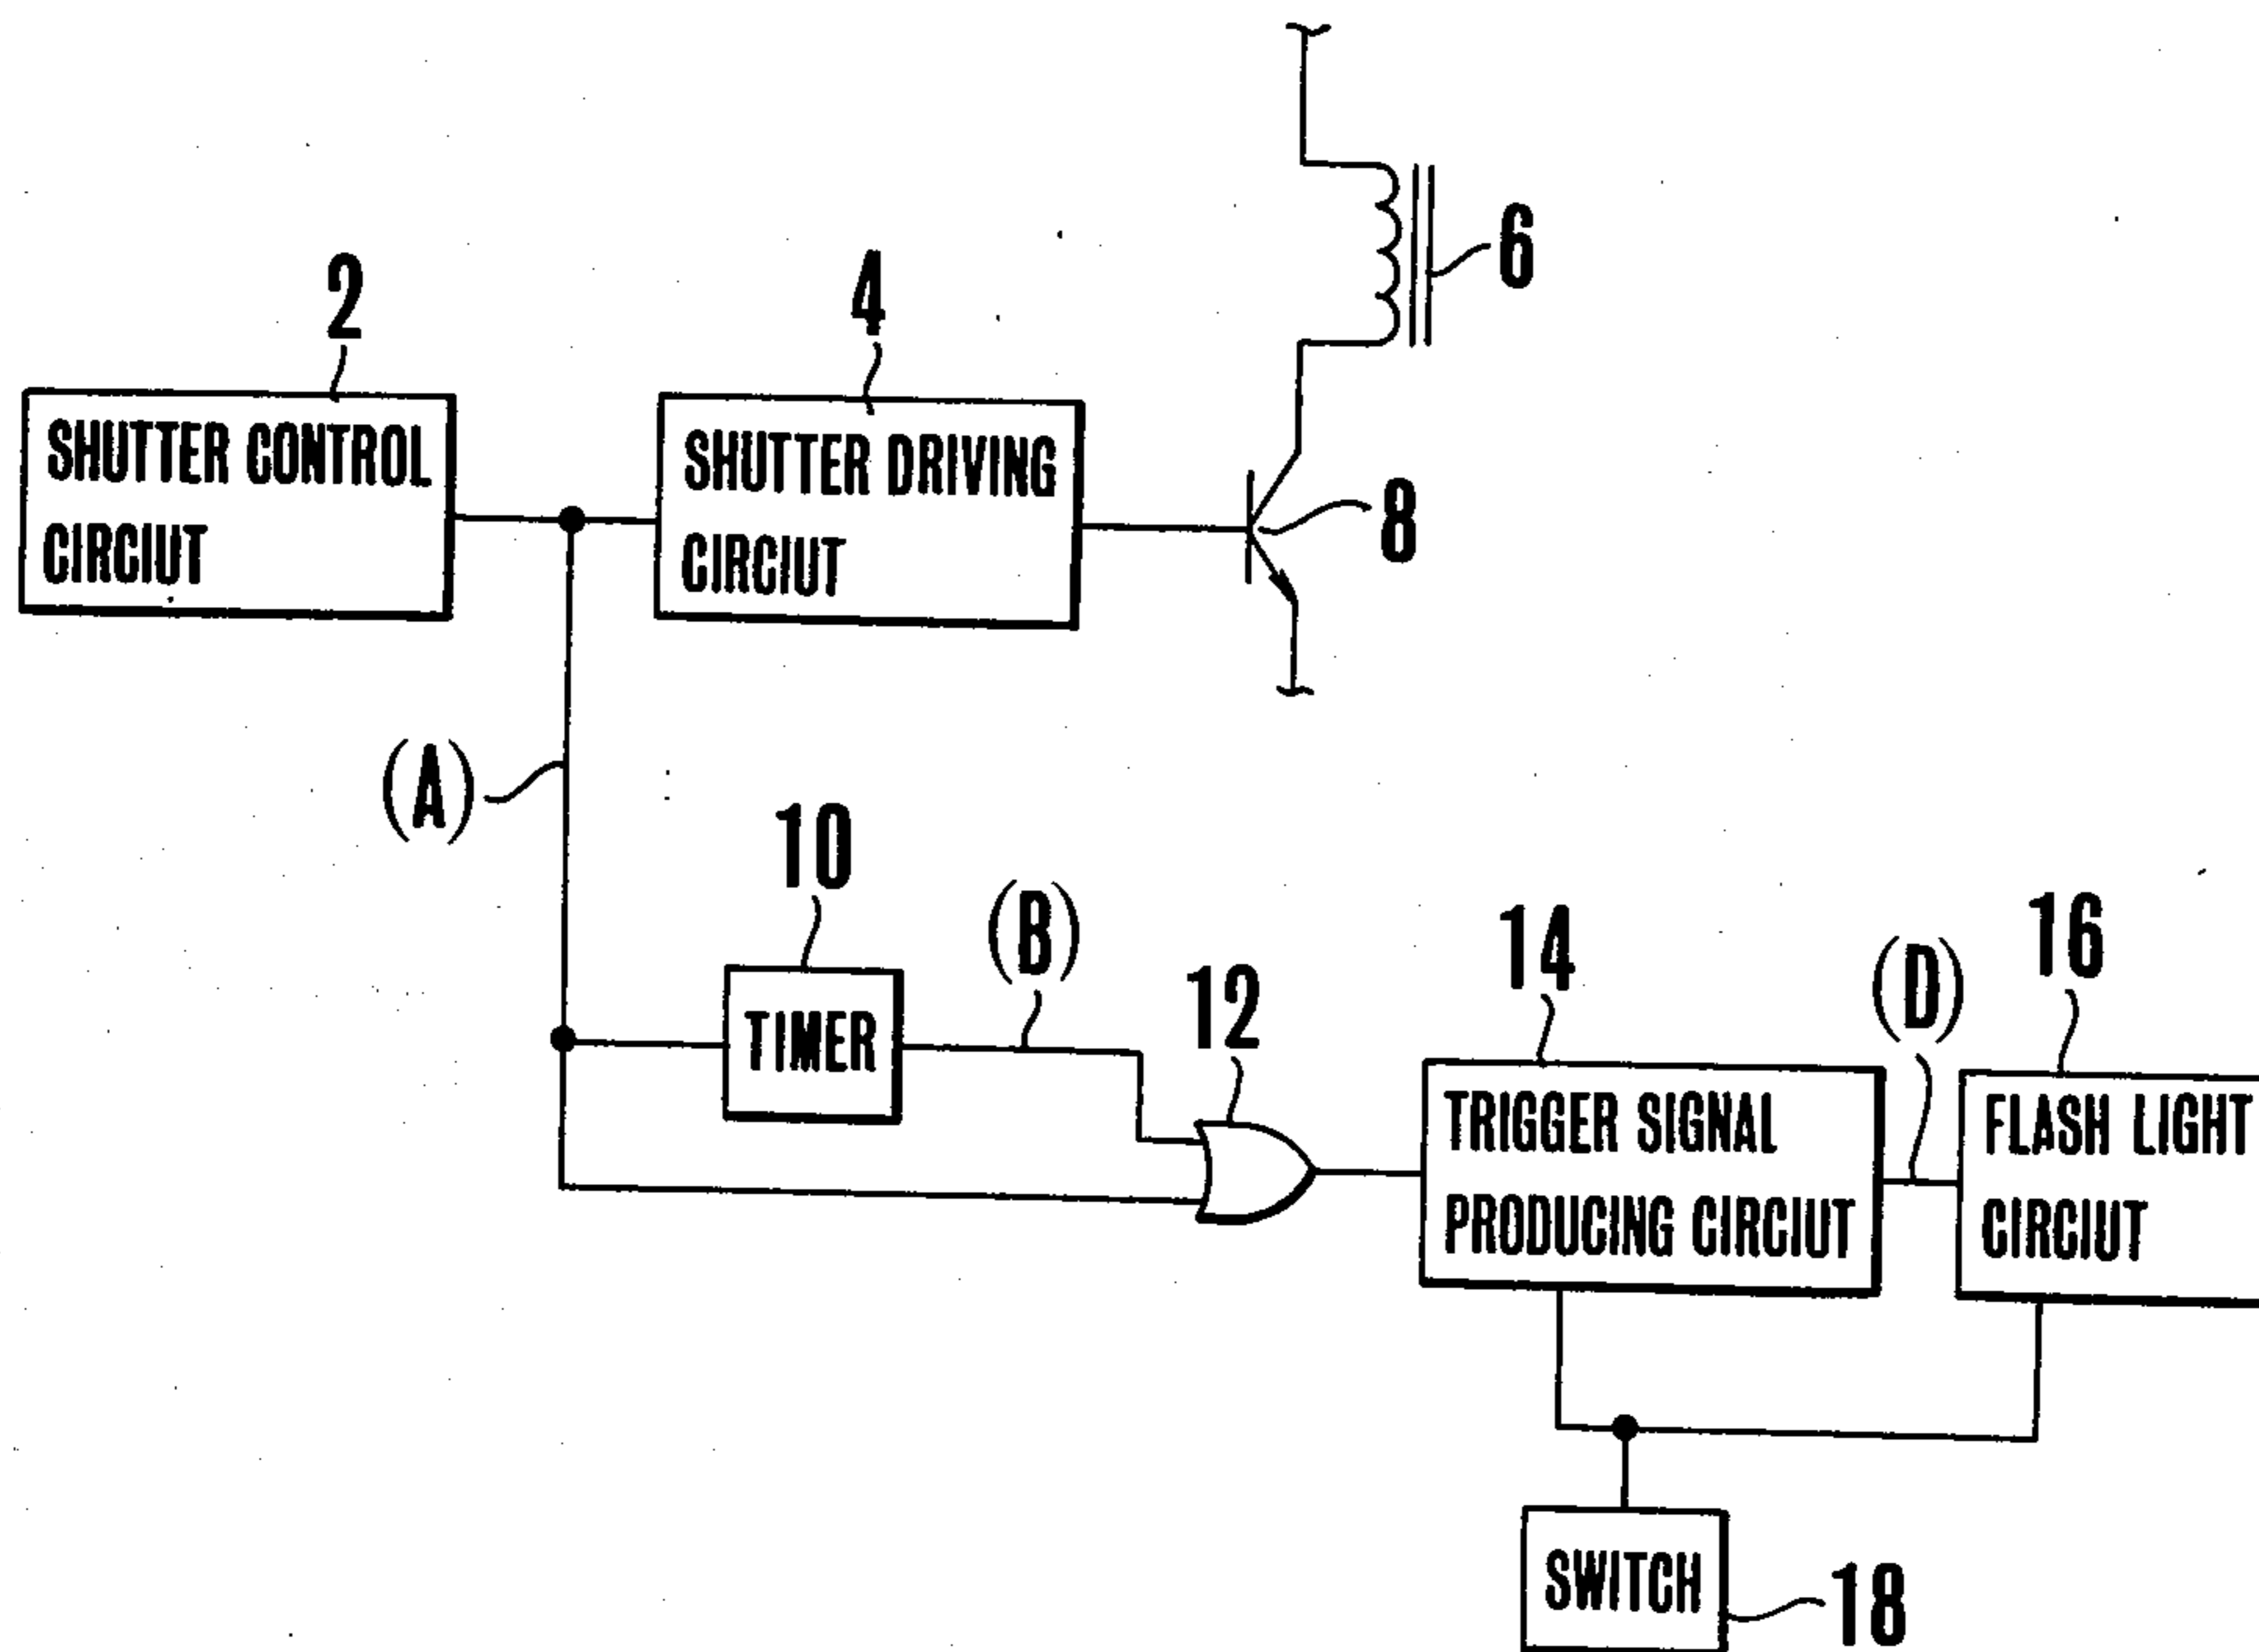 2
4
6
SHUTTER CONTROL
CIRCIUT
SHUTTER DRIVING
CIRCIUT
8
(A)
10
(B)
12
14
(D)
16
TIMER
TRIGGER SIGNAL
PRODUCING CIRCIUT
FLASH LIGHT
CIRCIUT
SWITCH
18